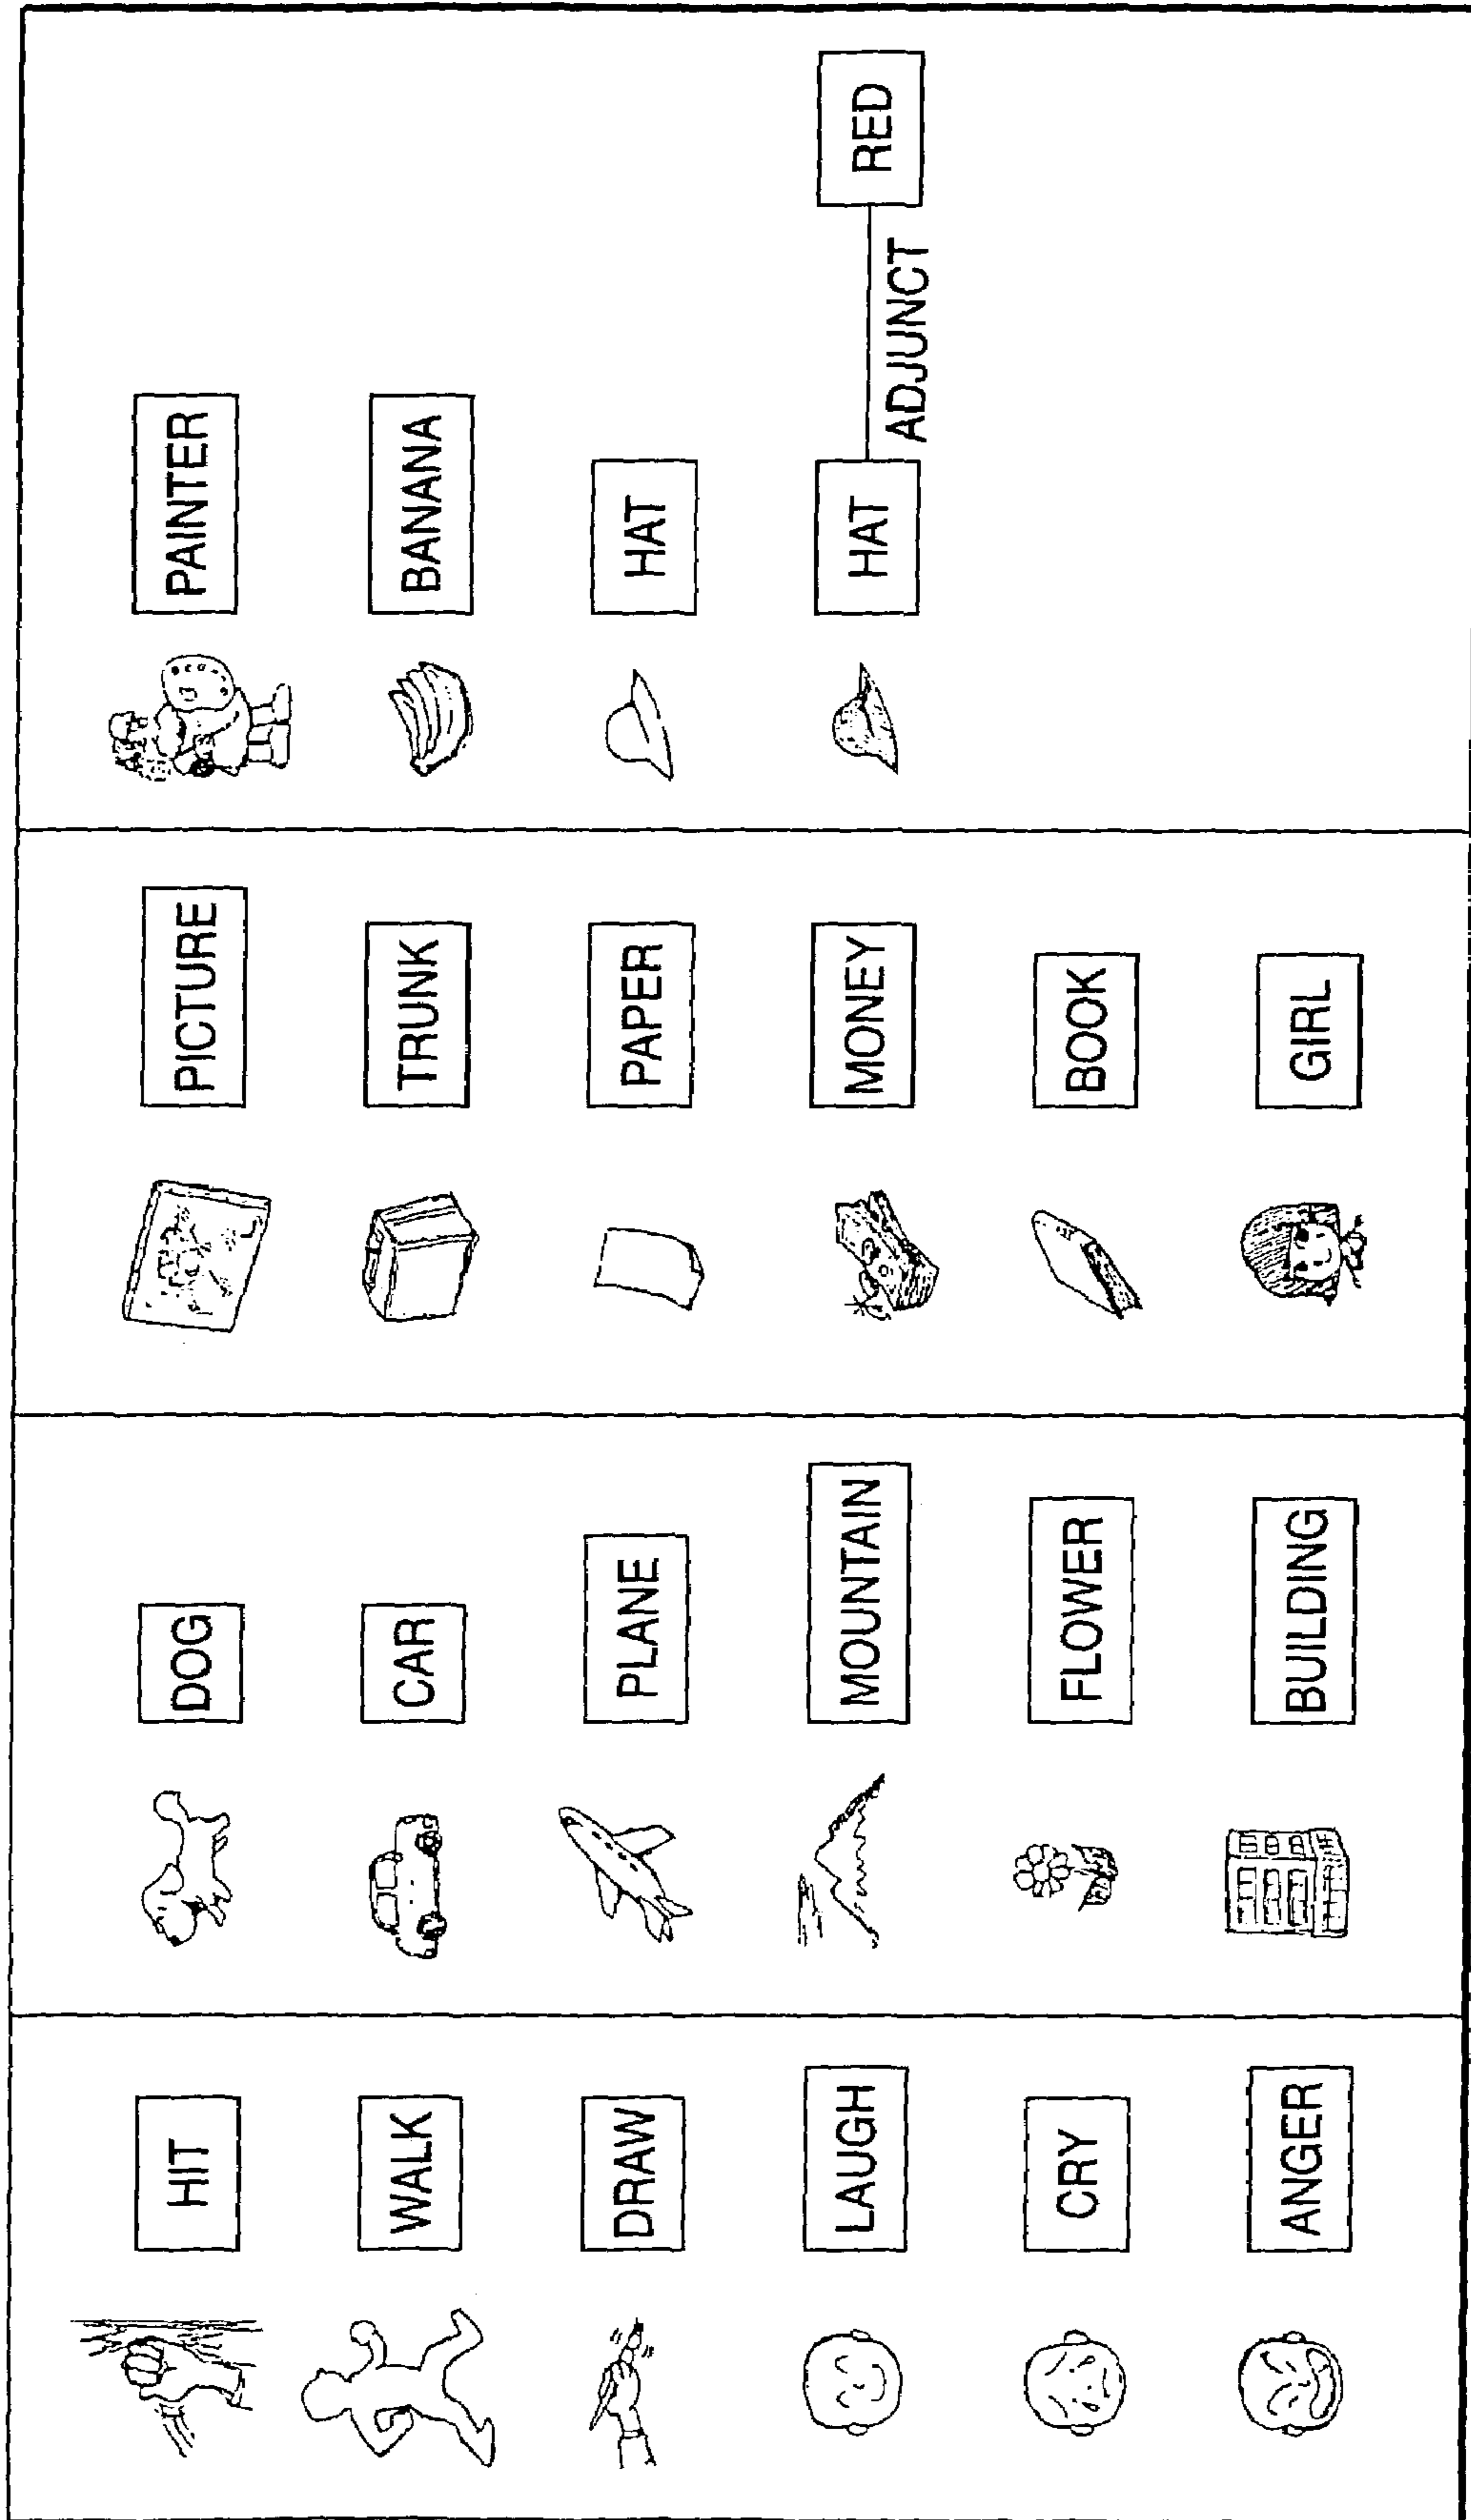 HIT
WALK
DRAW
LAUGH
CRY
ANGER
DOG
CAR
PLANE
MOUNTAIN
FLOWER
BUILDING
PICTURE
TRUNK
PAPER
MONEY
BOOK
GIRL
PAINTER
BANANA
HAT
HAT
ADJUNCT
RED